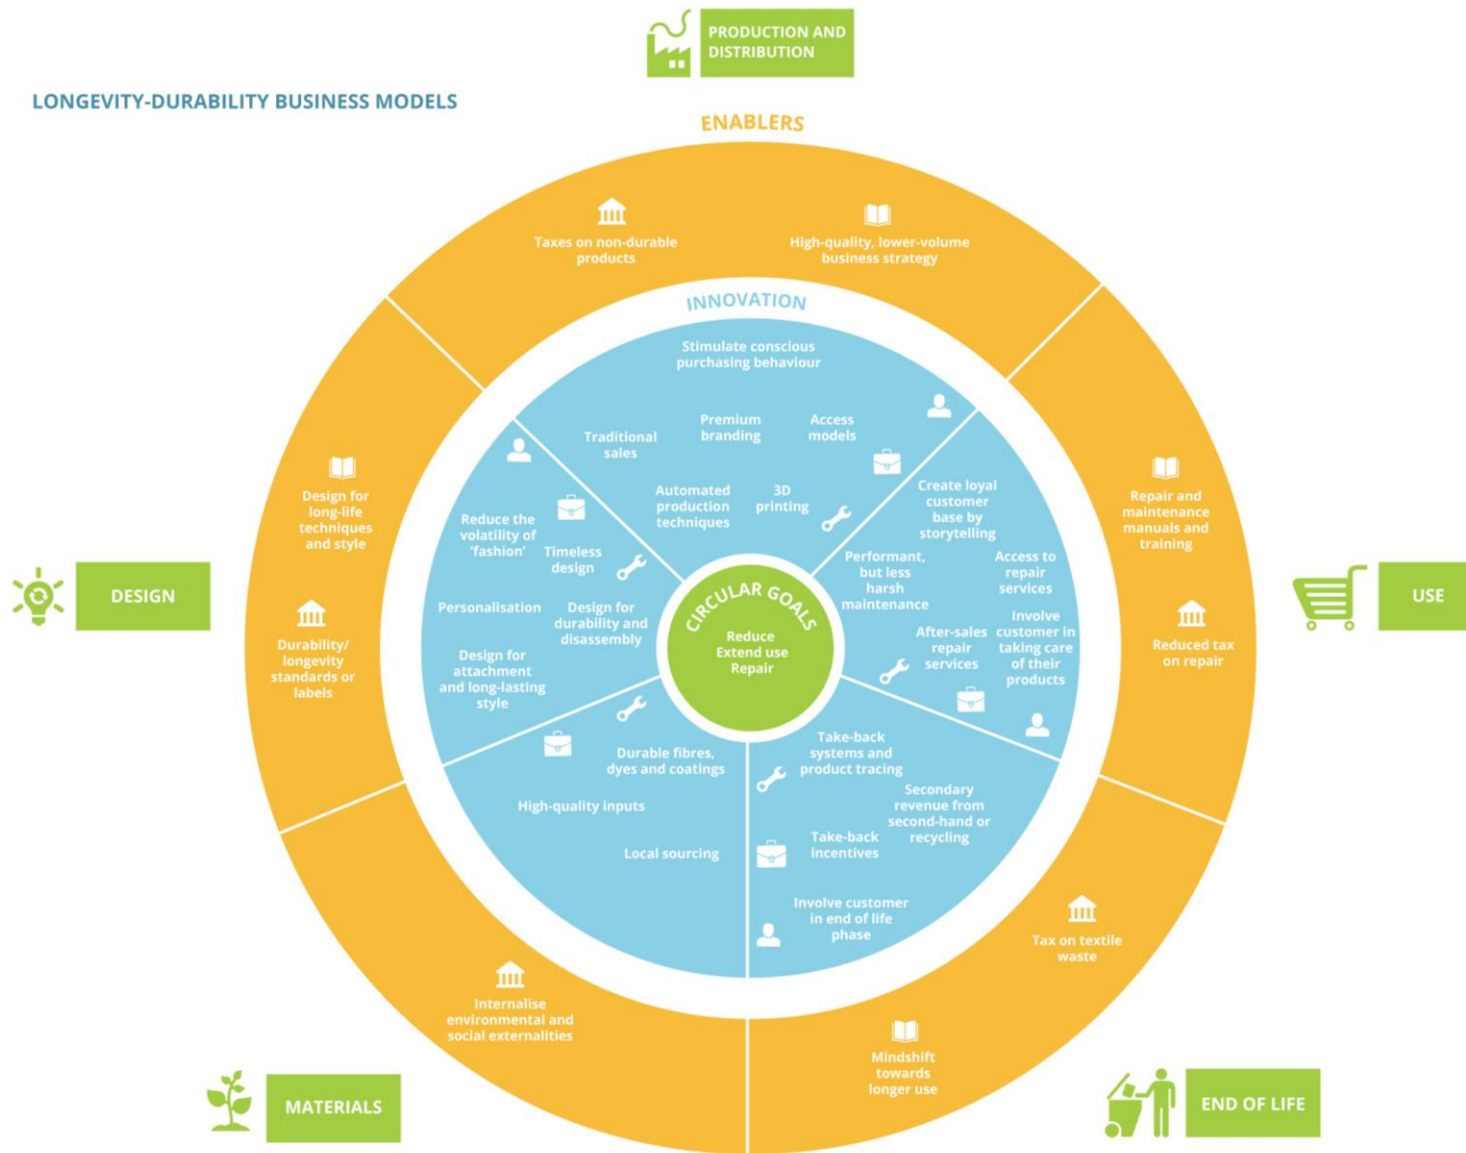 PRODUCTION AND
DISTRIBUTION
LONGEVITY-DURABILITY BUSINESS MODELS
ENABLERS
Taxes on non-durable
products
High-quality, lower-volume
business strategy
INNOVATION
Stimulate conscious
purchasing behaviour
Traditional
sales
Premium
branding
Access
models
Automated
production
techniques
3D
printing
Design for
long-life
techniques
and style
Durability/
longevity
standards or
labels
Reduce the
volatility of
‘fashion’
Timeless
design
Personalisation
Design for
durability and
disassembly
Design for
attachment
and long-lasting
style
Create loyal
customer
base by
storytelling
Performant,
but less
harsh
maintenance
Access to
repair
services
After-sales
repair
services
Involve
customer in
taking care
of their
products
Repair and
maintenance
manuals and
training
Reduced tax
on repair
DESIGN
USE
CIRCULAR GOALS
Reduce
Extend use
Repair
Durable fibres,
dyes and coatings
High-quality inputs
Local sourcing
Take-back
systems and
product tracing
Secondary
revenue from
second-hand or
recycling
Take-back
incentives
Involve customer
in end of life
phase
Internalise
environmental and
social externalities
Tax on textile
waste
Mindshift
towards
longer use
MATERIALS
END OF LIFE